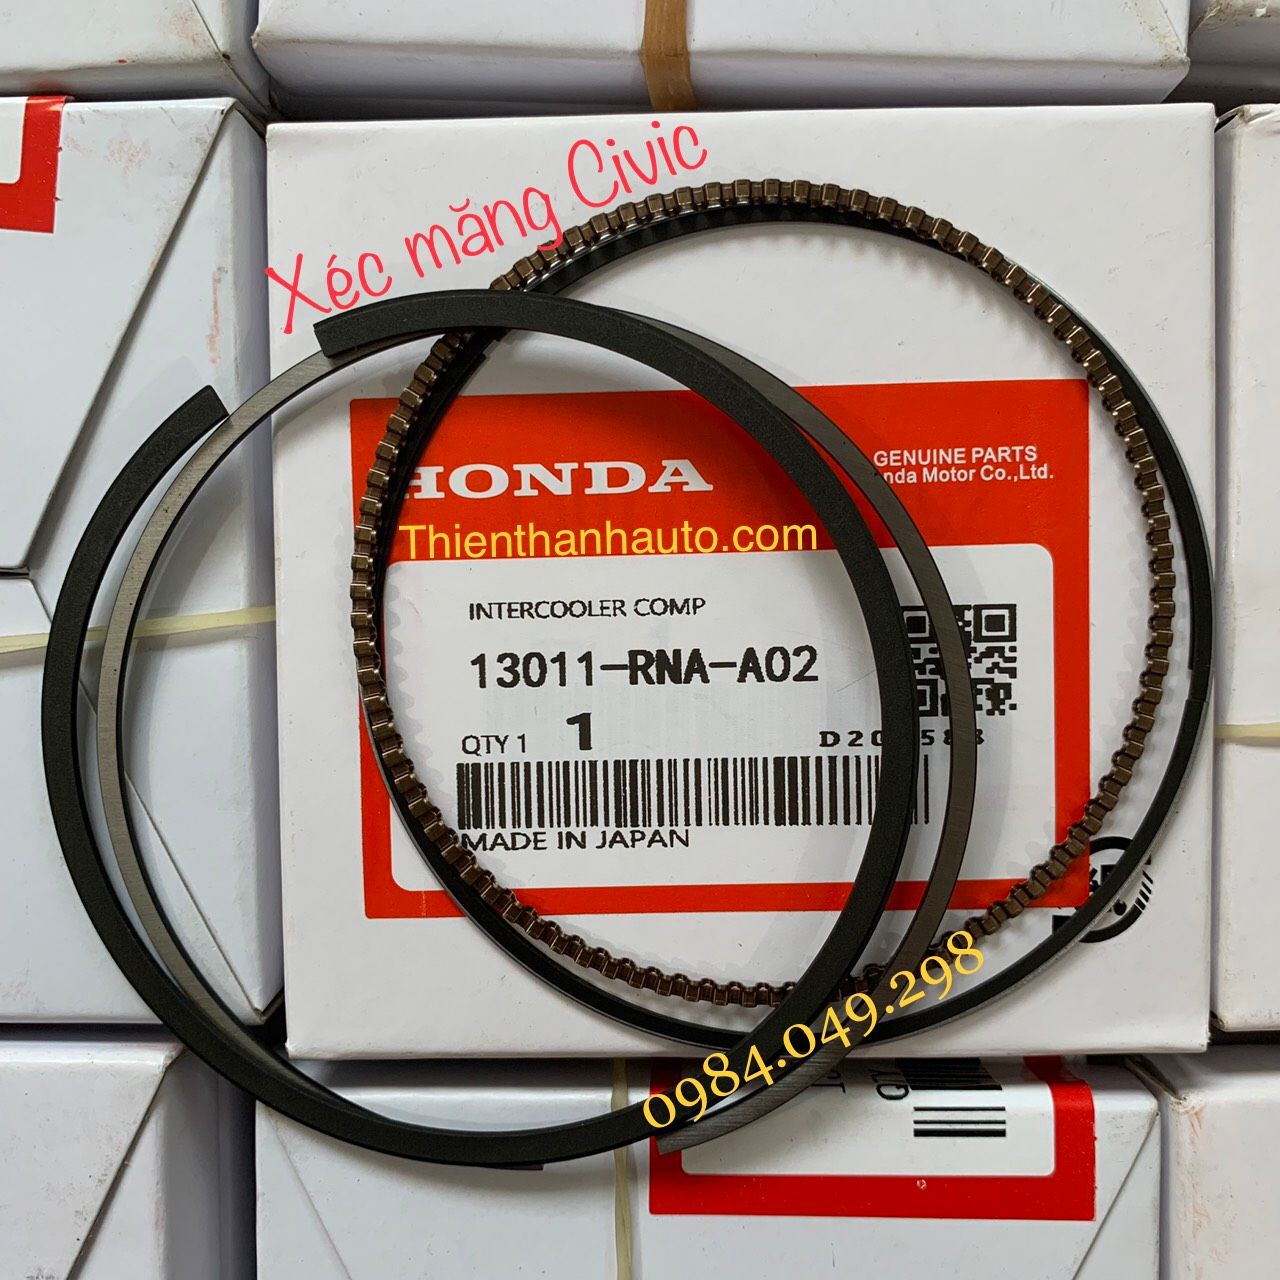 Xéc măng Civic
HONDA
GENUINE PARTS
nda Motor Co.,Ltd.
Thienthanhauto.com
INTERCOOLER COMP
13011-RNA-A02
QTY 1 1
MADE IN JAPAN
0984.049.298